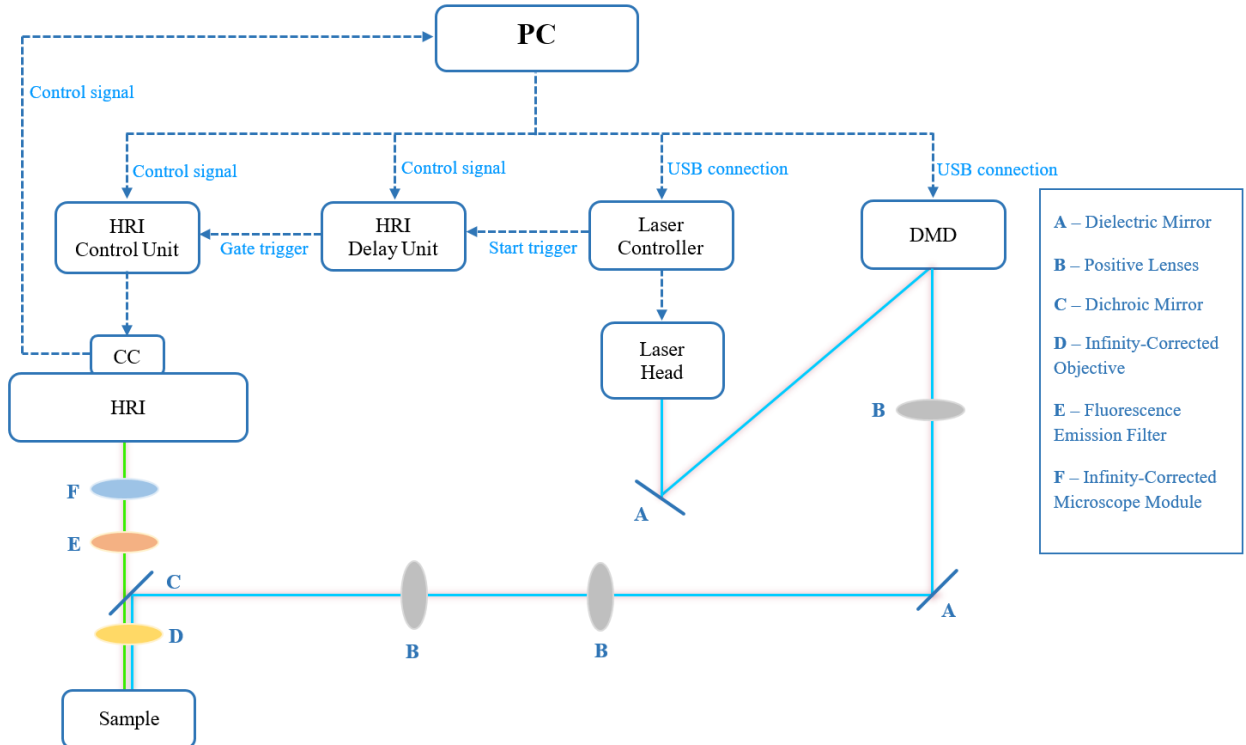 PC
Control signal
Control signal
Control signal
USB connection
USB connection
HRI
Control Unit
Gate trigger
HRI
Delay Unit
Start trigger
Laser
Controller
DMD
CC
HRI
Laser
Head
B
F
A
E
C
A
D
B
B
Sample
A – Dielectric Mirror
B – Positive Lenses
C – Dichroic Mirror
D – Infinity-Corrected
Objective
E – Fluorescence
Emission Filter
F – Infinity-Corrected
Microscope Module